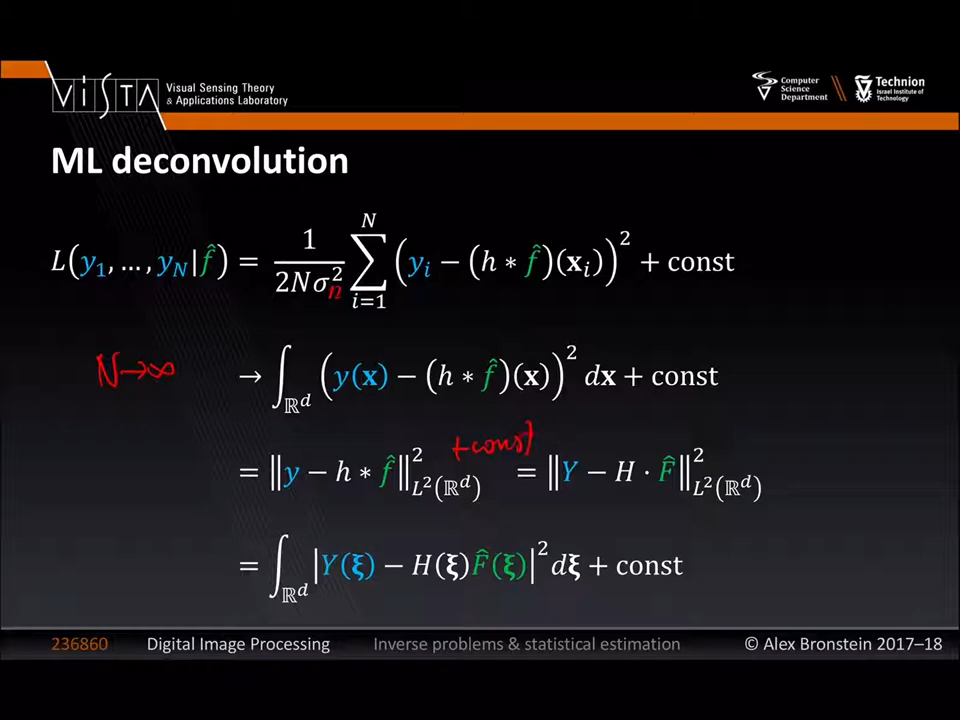 VISTA Visual Sensing Theory & Applications Laboratory
Computer Science Department
Technion Israel Institute of Technology
ML deconvolution
L(y₁, …, y_N|f̂) = 1/(2Nσ_n²) ∑_{i=1}^{N} (y_i − (h ∗ f̂)(𝐱_i))² + const
N→∞ → ∫_{ℝ^d} (y(𝐱) − (h ∗ f̂)(𝐱))² d𝐱 + const
= ‖y − h ∗ f̂‖²_{L²(ℝ^d)} +const = ‖Y − H · F̂‖²_{L²(ℝ^d)}
= ∫_{ℝ^d} |Y(𝛏) − H(𝛏)F̂(𝛏)|² d𝛏 + const
236860 Digital Image Processing Inverse problems & statistical estimation © Alex Bronstein 2017–18